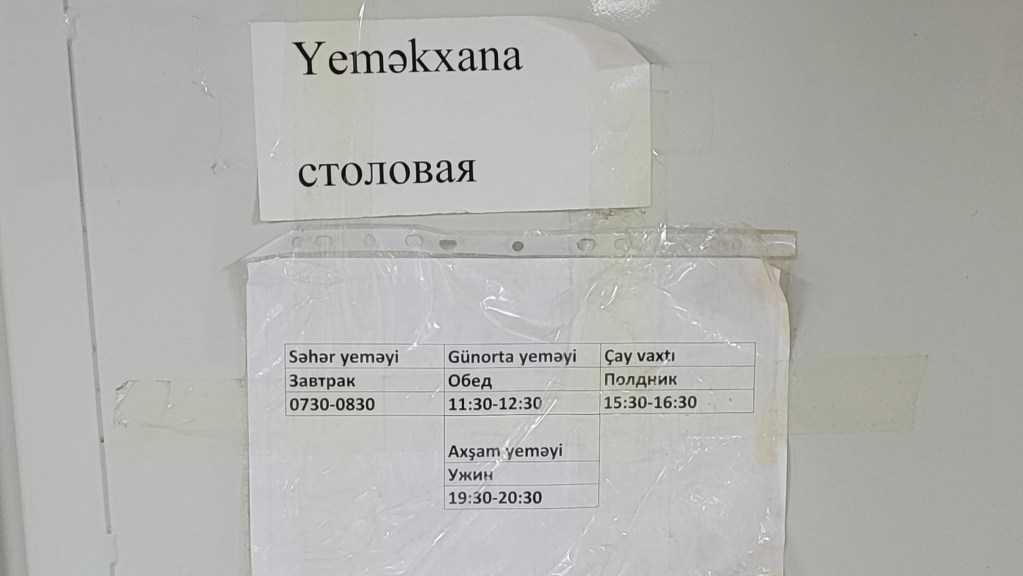 Yeməkxana
столовая
Səhər yeməyi Günorta yeməyi Çay vaxtı
Завтрак Обед Полдник
0730-0830 11:30-12:30 15:30-16:30
Axşam yeməyi
Ужин
19:30-20:30